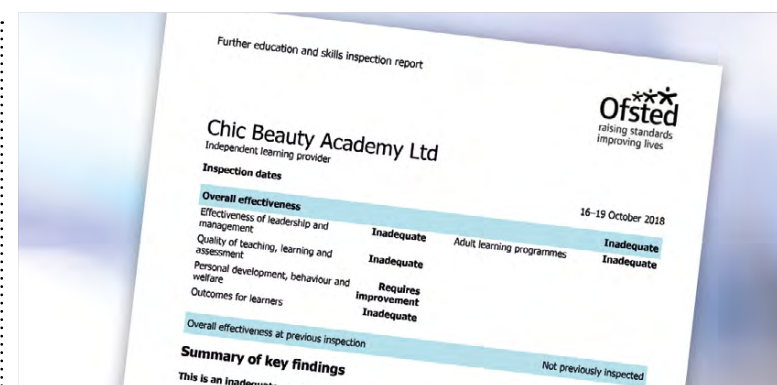 Further education and skills inspection report
Ofsted
raising standards
improving lives
Chic Beauty Academy Ltd
Independent learning provider
Inspection dates
16–19 October 2018
Overall effectiveness
Inadequate
Effectiveness of leadership and
management
Inadequate
Adult learning programmes
Inadequate
Quality of teaching, learning and
assessment
Inadequate
Personal development, behaviour and
welfare
Requires
improvement
Outcomes for learners
Inadequate
Overall effectiveness at previous inspection
Not previously inspected
Summary of key findings
This is an